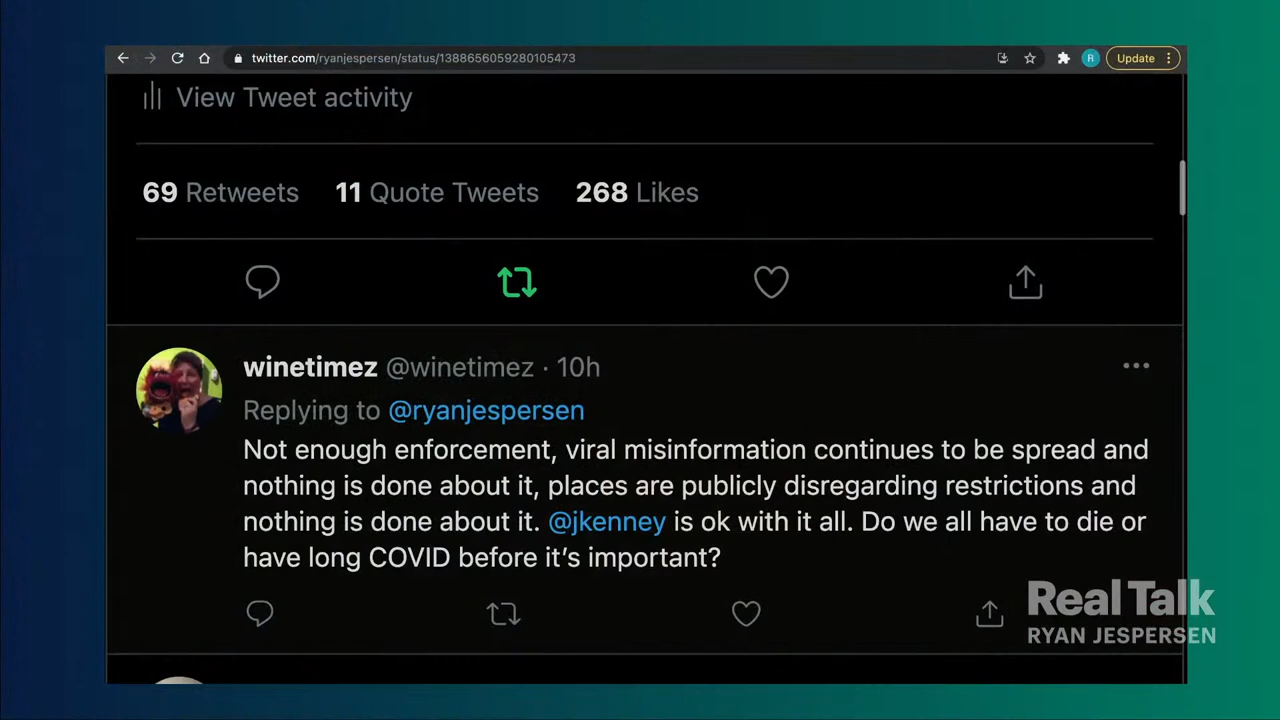 twitter.com/ryanjespersen/status/1388656059280105473
R
Update
View Tweet activity
69 Retweets 11 Quote Tweets 268 Likes
winetimez @winetimez · 10h
Replying to @ryanjespersen
Not enough enforcement, viral misinformation continues to be spread and
nothing is done about it, places are publicly disregarding restrictions and
nothing is done about it. @jkenney is ok with it all. Do we all have to die or
have long COVID before it’s important?
Real Talk
RYAN JESPERSEN